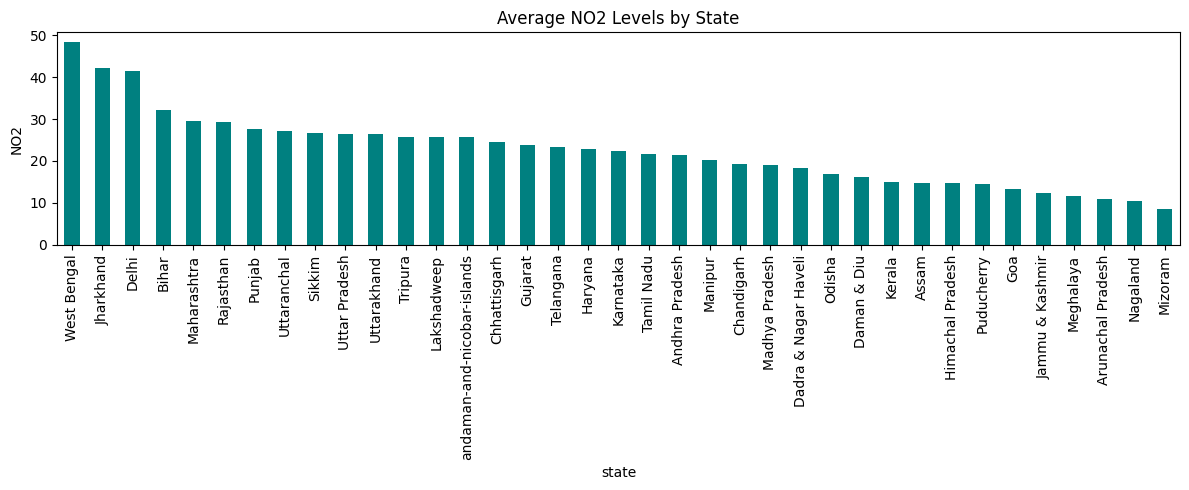 Average NO2 Levels by State
NO2
50
40
30
20
10
0
West Bengal
Jharkhand
Delhi
Bihar
Maharashtra
Rajasthan
Punjab
Uttaranchal
Sikkim
Uttar Pradesh
Uttarakhand
Tripura
Lakshadweep
andaman-and-nicobar-islands
Chhattisgarh
Gujarat
Telangana
Haryana
Karnataka
Tamil Nadu
Andhra Pradesh
Manipur
Chandigarh
Madhya Pradesh
Dadra & Nagar Haveli
Odisha
Daman & Diu
Kerala
Assam
Himachal Pradesh
Puducherry
Goa
Jammu & Kashmir
Meghalaya
Arunachal Pradesh
Nagaland
Mizoram
state